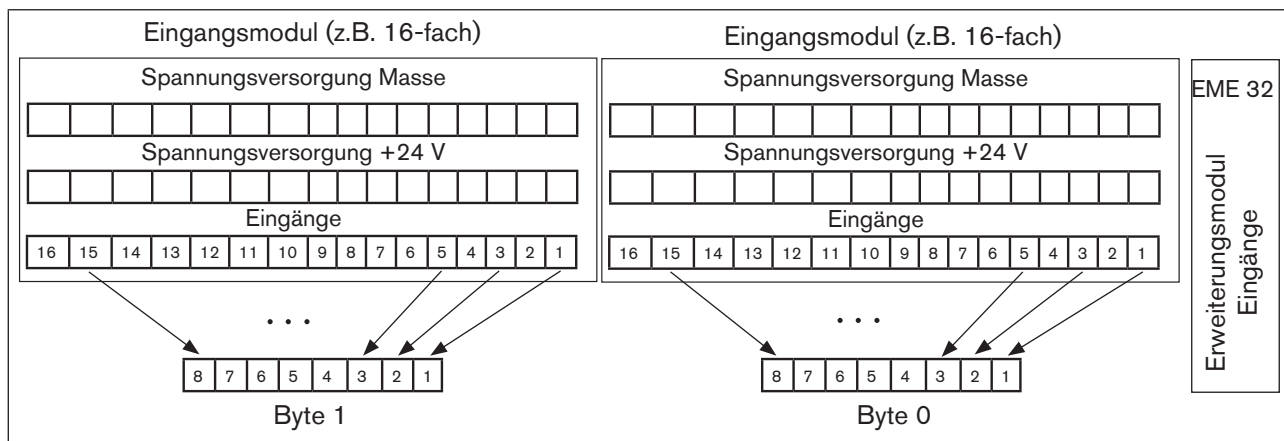 Eingangsmodul (z.B. 16-fach)
Spannungsversorgung Masse
Spannungsversorgung +24 V
Eingänge
16 15 14 13 12 11 10 9 8 7 6 5 4 3 2 1
. . .
8 7 6 5 4 3 2 1
Byte 1
Eingangsmodul (z.B. 16-fach)
Spannungsversorgung Masse
Spannungsversorgung +24 V
Eingänge
16 15 14 13 12 11 10 9 8 7 6 5 4 3 2 1
. . .
8 7 6 5 4 3 2 1
Byte 0
EME 32
Erweiterungsmodul
Eingänge